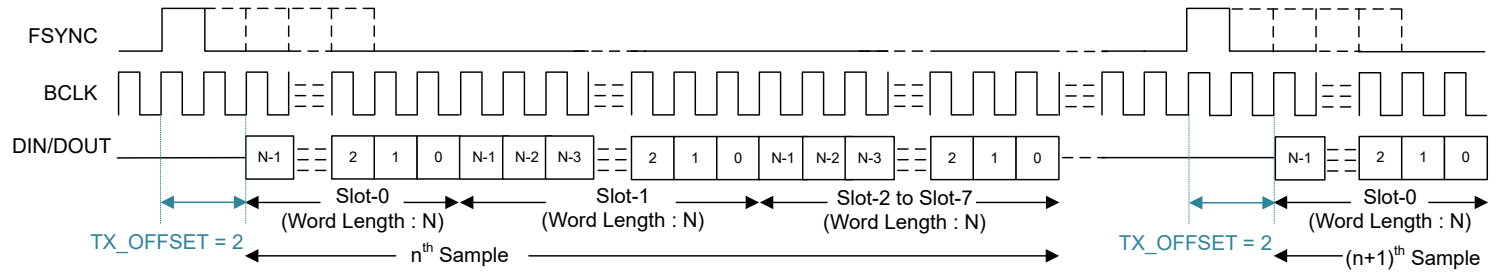 FSYNC
BCLK
DIN/DOUT
N-1 2 1 0 N-1 N-2 N-3 2 1 0 N-1 N-2 N-3 2 1 0 N-1 2 1 0
Slot-0 Slot-1 Slot-2 to Slot-7 Slot-0
(Word Length : N) (Word Length : N) (Word Length : N) (Word Length : N)
TX_OFFSET = 2 TX_OFFSET = 2
nth Sample (n+1)th Sample